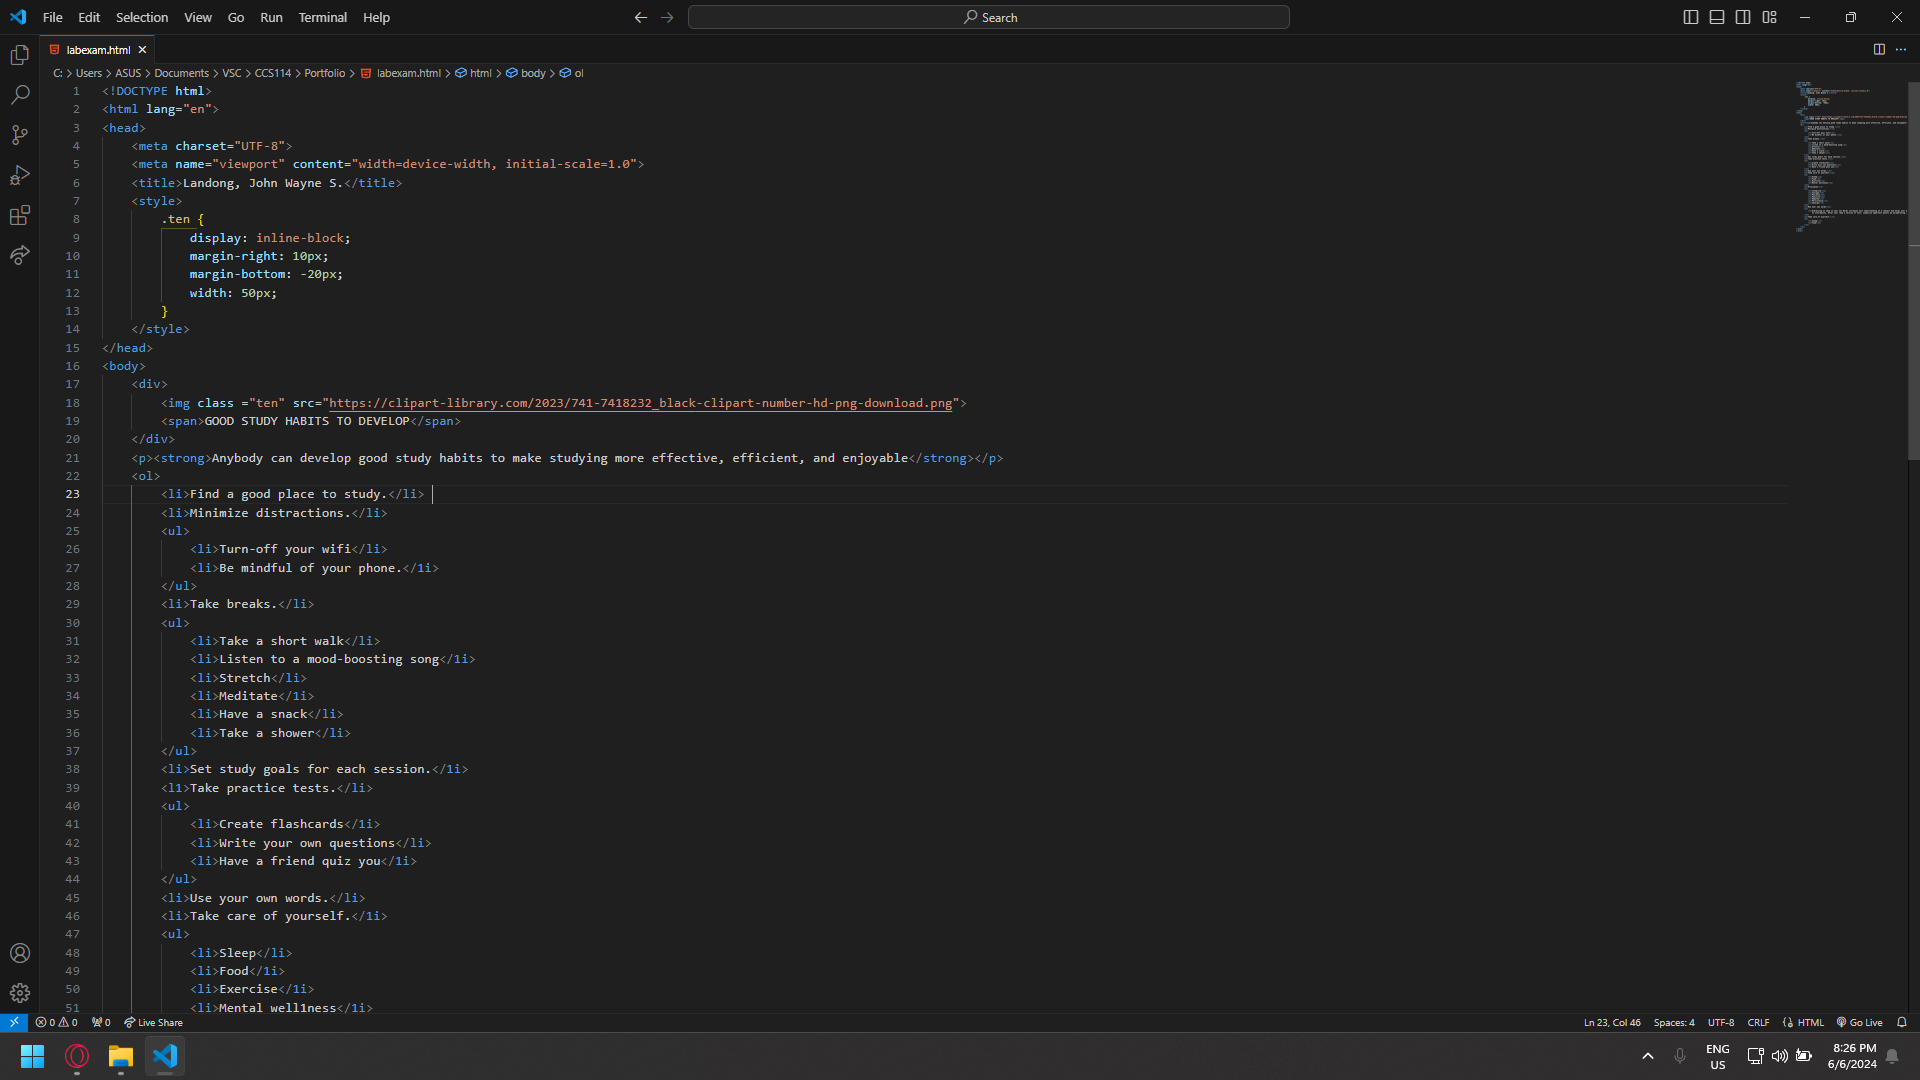 File Edit Selection View Go Run Terminal Help
Search
labexam.html
C: > Users > ASUS > Documents > VSC > CCS114 > Portfolio > labexam.html > html > body > ol
1 <!DOCTYPE html>
2 <html lang="en">
3 <head>
4 <meta charset="UTF-8">
5 <meta name="viewport" content="width=device-width, initial-scale=1.0">
6 <title>Landong, John Wayne S.</title>
7 <style>
8 .ten {
9 display: inline-block;
10 margin-right: 10px;
11 margin-bottom: -20px;
12 width: 50px;
13 }
14 </style>
15 </head>
16 <body>
17 <div>
18 <img class ="ten" src="https://clipart-library.com/2023/741-7418232_black-clipart-number-hd-png-download.png">
19 <span>GOOD STUDY HABITS TO DEVELOP</span>
20 </div>
21 <p><strong>Anybody can develop good study habits to make studying more effective, efficient, and enjoyable</strong></p>
22 <ol>
23 <li>Find a good place to study.</li>
24 <li>Minimize distractions.</li>
25 <ul>
26 <li>Turn-off your wifi</li>
27 <li>Be mindful of your phone.</1i>
28 </ul>
29 <li>Take breaks.</li>
30 <ul>
31 <li>Take a short walk</li>
32 <li>Listen to a mood-boosting song</1i>
33 <li>Stretch</li>
34 <li>Meditate</1i>
35 <li>Have a snack</li>
36 <li>Take a shower</li>
37 </ul>
38 <li>Set study goals for each session.</1i>
39 <l1>Take practice tests.</li>
40 <ul>
41 <li>Create flashcards</1i>
42 <li>Write your own questions</li>
43 <li>Have a friend quiz you</1i>
44 </ul>
45 <li>Use your own words.</li>
46 <li>Take care of yourself.</1i>
47 <ul>
48 <li>Sleep</li>
49 <li>Food</1i>
50 <li>Exercise</1i>
51 <li>Mental well1ness</1i>
0 0 0 Live Share
Ln 23, Col 46 Spaces: 4 UTF-8 CRLF HTML Go Live
ENG
US
8:26 PM
6/6/2024